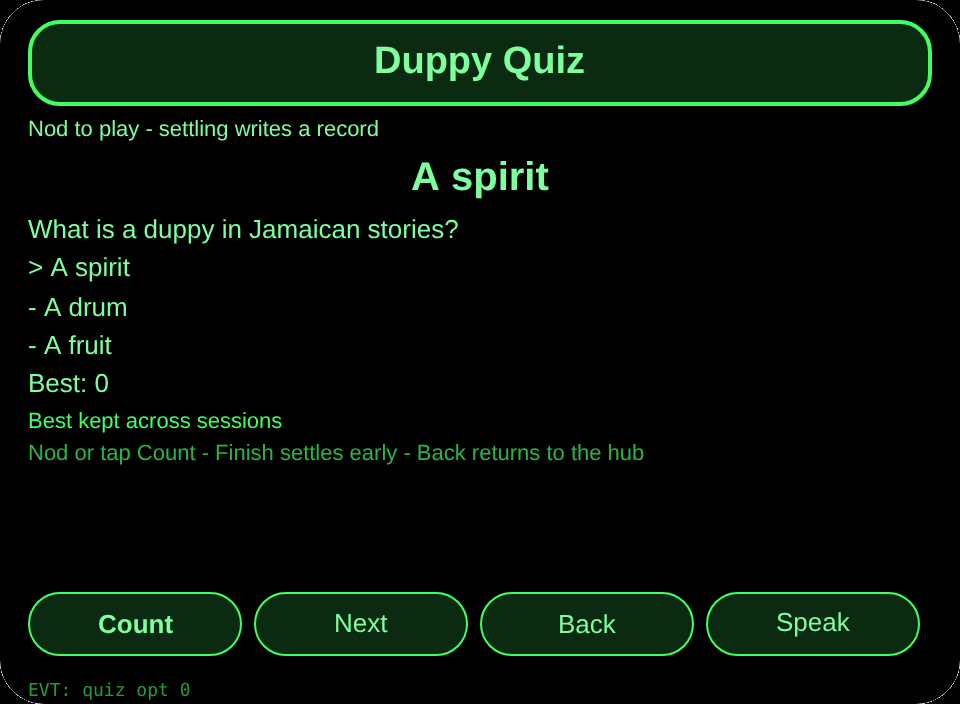 Duppy Quiz
Nod to play - settling writes a record
A spirit
What is a duppy in Jamaican stories?
> A spirit
- A drum
- A fruit
Best: 0
Best kept across sessions
Nod or tap Count - Finish settles early - Back returns to the hub
Count Next Back Speak
EVT: quiz opt 0